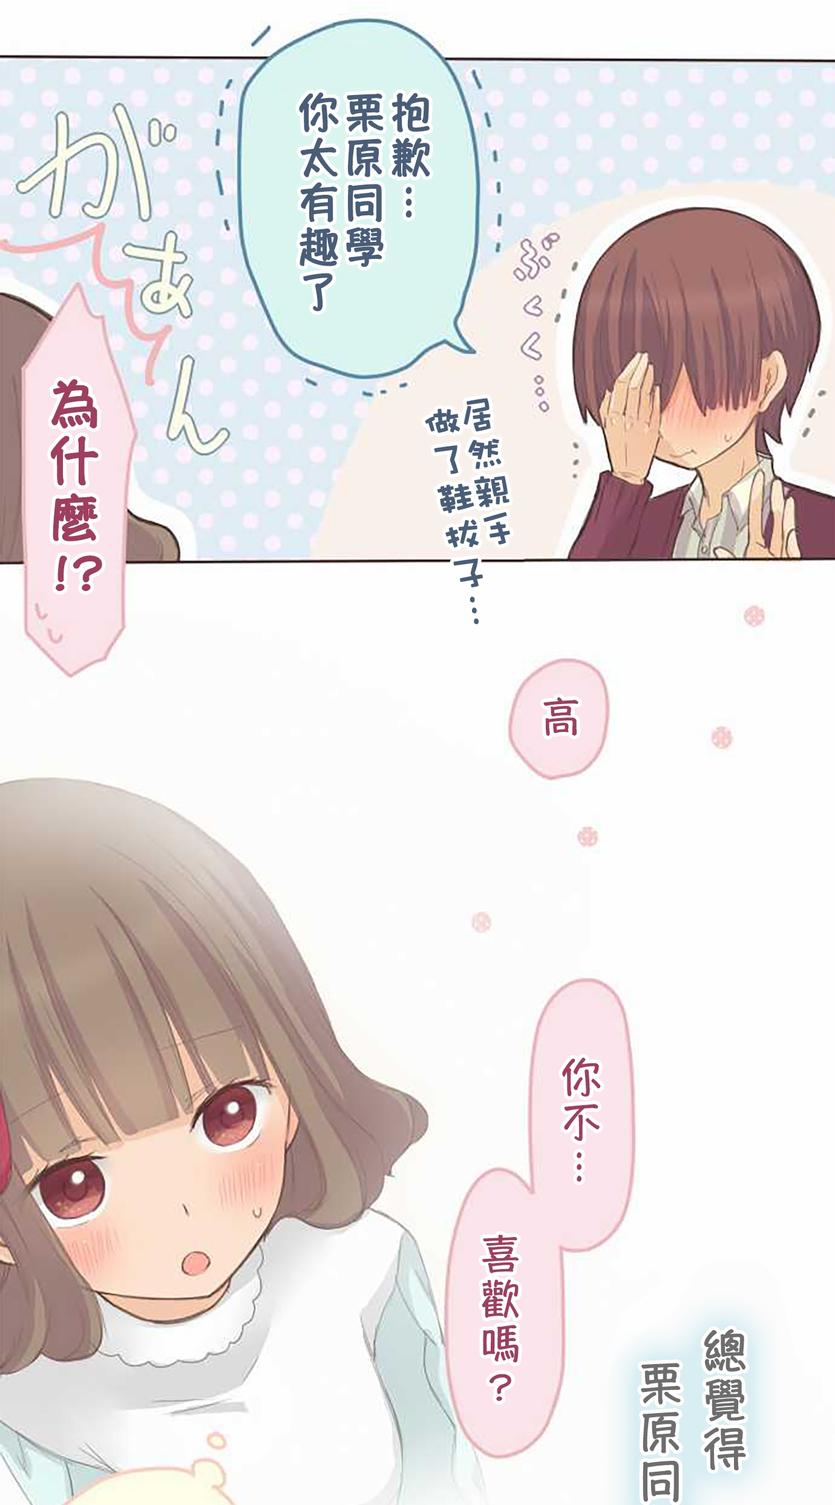 抱歉…
栗原同學
你太有趣了
ぷくくく…
居然親手
做了鞋拔子…
がぁーん
為什麼!?
高
你不…
喜歡嗎?
總覺得
栗原同